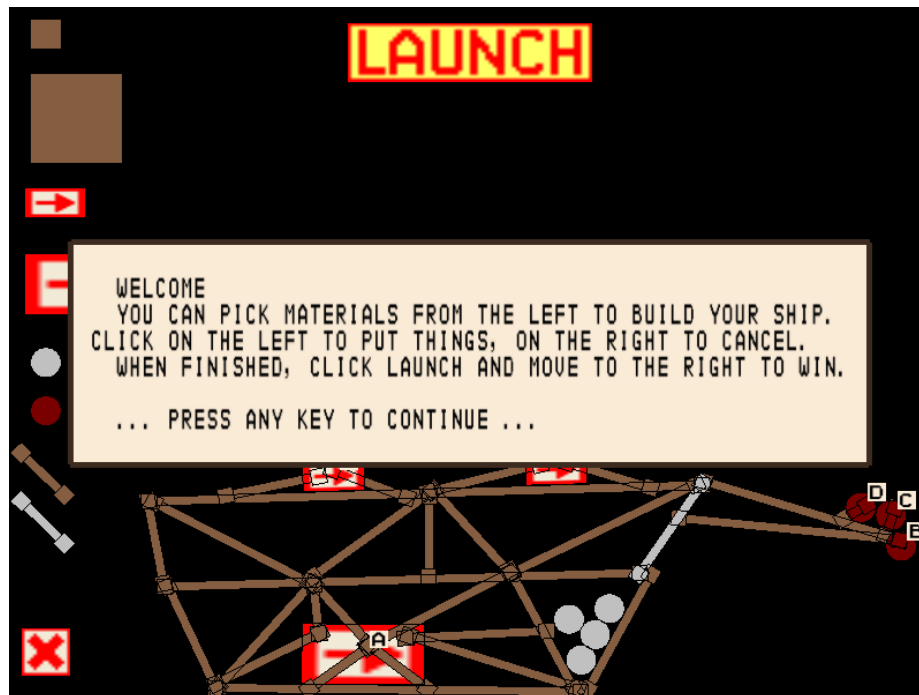 LAUNCH
WELCOME
YOU CAN PICK MATERIALS FROM THE LEFT TO BUILD YOUR SHIP.
CLICK ON THE LEFT TO PUT THINGS, ON THE RIGHT TO CANCEL.
WHEN FINISHED, CLICK LAUNCH AND MOVE TO THE RIGHT TO WIN.
... PRESS ANY KEY TO CONTINUE ...
D
C
B
A